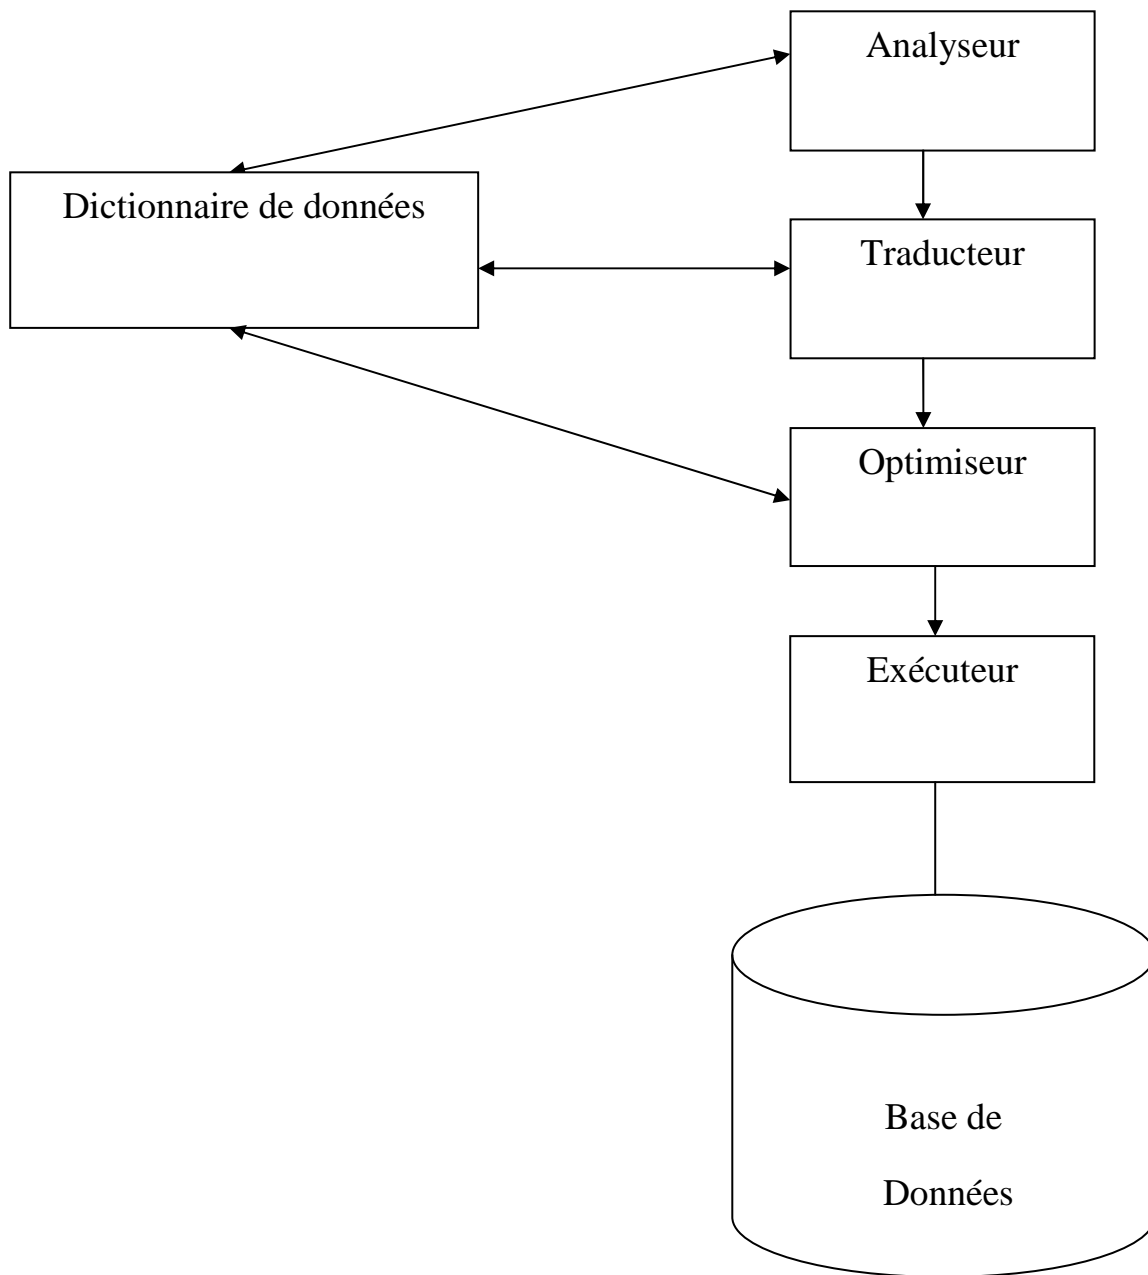 Analyseur
Dictionnaire de données
Traducteur
Optimiseur
Exécuteur
Base de
Données